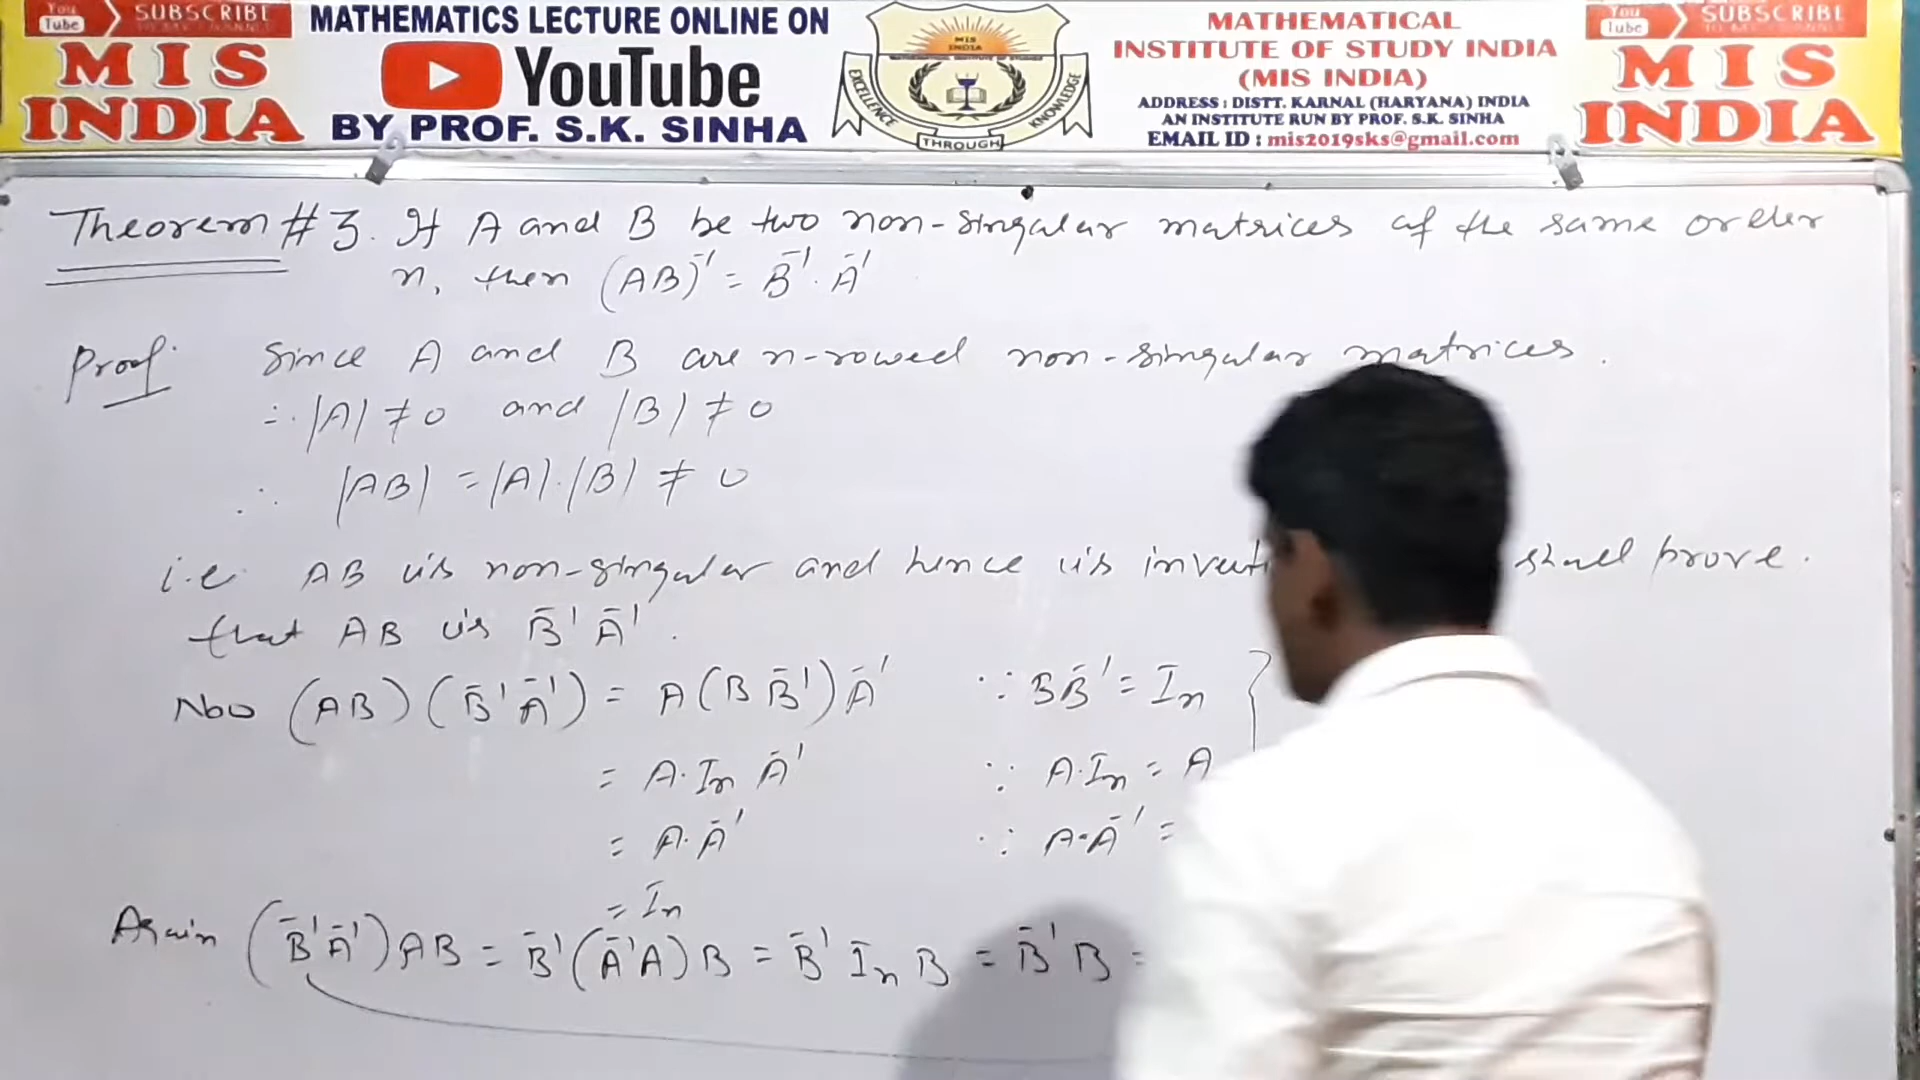 You Tube SUBSCRIBE
MIS
INDIA
MATHEMATICS LECTURE ONLINE ON
YouTube
BY PROF. S.K. SINHA
MIS
INDIA
EXCELLENCE
THROUGH
KNOWLEDGE
MATHEMATICAL
INSTITUTE OF STUDY INDIA
(MIS INDIA)
ADDRESS : DISTT. KARNAL (HARYANA) INDIA
AN INSTITUTE RUN BY PROF. S.K. SINHA
EMAIL ID : mis2019sks@gmail.com
You Tube SUBSCRIBE
MIS
INDIA
Theorem #3. If A and B be two non-singular matrices of the same order
n, then (AB)⁻¹ = B⁻¹. A⁻¹
Proof: Since A and B are n-rowed non-singular matrices.
∴ |A| ≠ 0 and |B| ≠ 0
∴ |AB| = |A|.|B| ≠ 0
i.e. AB is non-singular and hence is inverti shall prove.
that AB is B⁻¹ A⁻¹.
Now (AB)(B⁻¹A⁻¹) = A(B B⁻¹)A⁻¹ ∵ BB⁻¹ = In }
= A.In A⁻¹ ∵ A.In = A
= A.A⁻¹ ∵ A.A⁻¹ =
= In
Again (B⁻¹A⁻¹)AB = B⁻¹(A⁻¹A)B = B⁻¹ In B = B⁻¹ B =